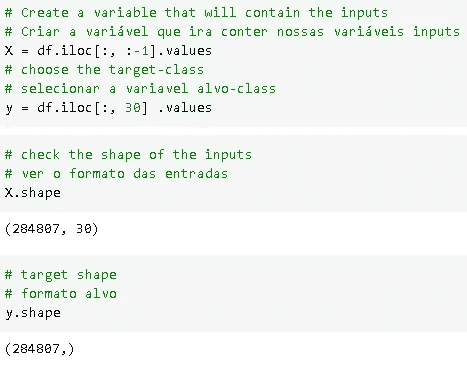 # Create a variable that will contain the inputs
# Criar a variável que ira conter nossas variáveis inputs
X = df.iloc[:, :-1].values
# choose the target-class
# selecionar a variavel alvo-class
y = df.iloc[:, 30] .values
# check the shape of the inputs
# ver o formato das entradas
X.shape
(284807, 30)
# target shape
# formato alvo
y.shape
(284807,)